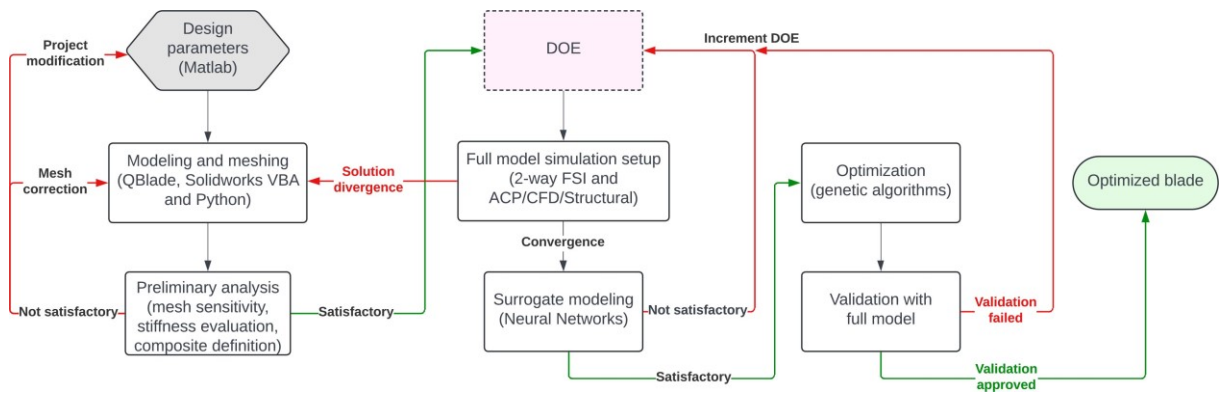 Design
parameters
(Matlab)
Project
modification
Modeling and meshing
(QBlade, Solidworks VBA
and Python)
Mesh
correction
Preliminary analysis
(mesh sensitivity,
stiffness evaluation,
composite definition)
Not satisfactory
Satisfactory
DOE
Increment DOE
Full model simulation setup
(2-way FSI and
ACP/CFD/Structural)
Solution
divergence
Convergence
Surrogate modeling
(Neural Networks)
Not satisfactory
Satisfactory
Optimization
(genetic algorithms)
Validation with
full model
Validation
failed
Validation
approved
Optimized blade